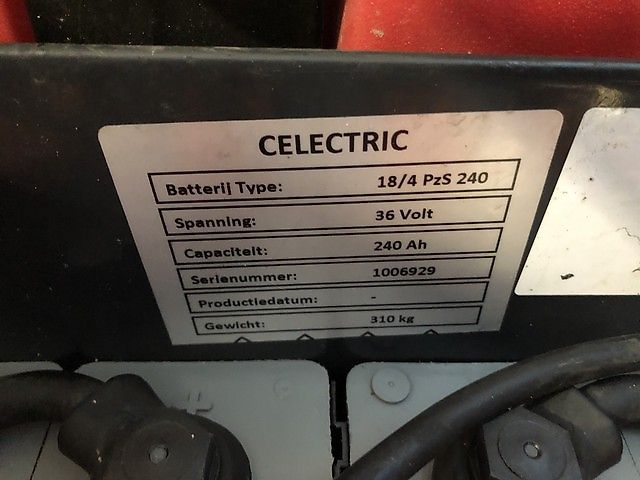 CELECTRIC
Batterij Type: 18/4 PzS 240
Spanning: 36 Volt
Capaciteit: 240 Ah
Serienummer: 1006929
Productiedatum: -
Gewicht: 310 kg
+